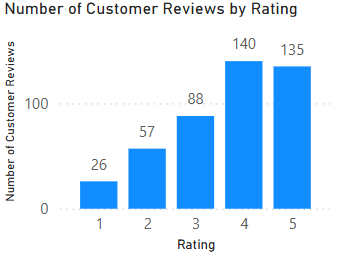 Number of Customer Reviews by Rating
Number of Customer Reviews
140
135
100
88
57
26
0
1 2 3 4 5
Rating